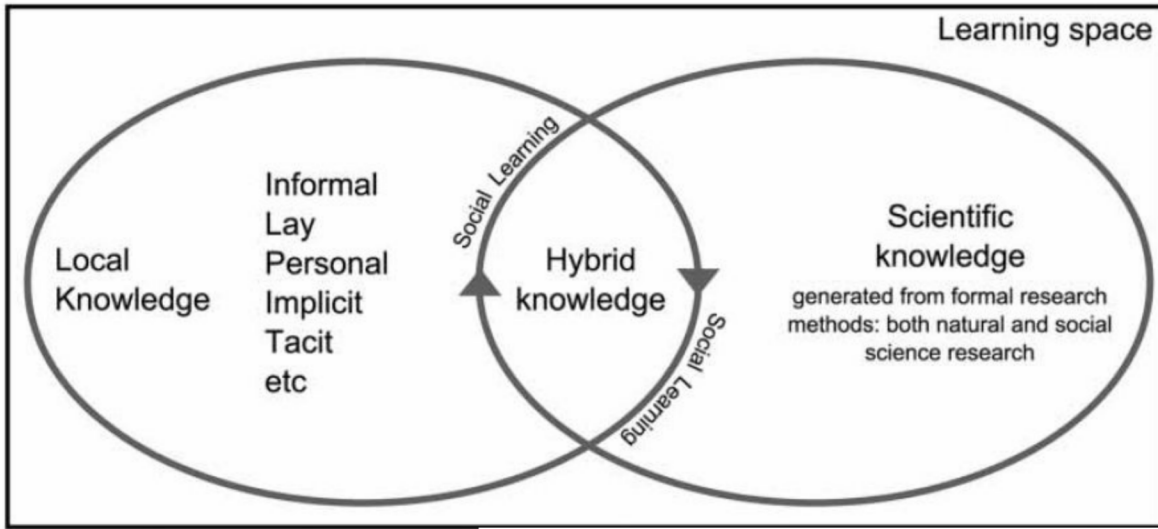 Learning space
Social Learning
Local
Knowledge
Informal
Lay
Personal
Implicit
Tacit
etc
Hybrid
knowledge
Social Learning
Scientific
knowledge
generated from formal research
methods: both natural and social
science research